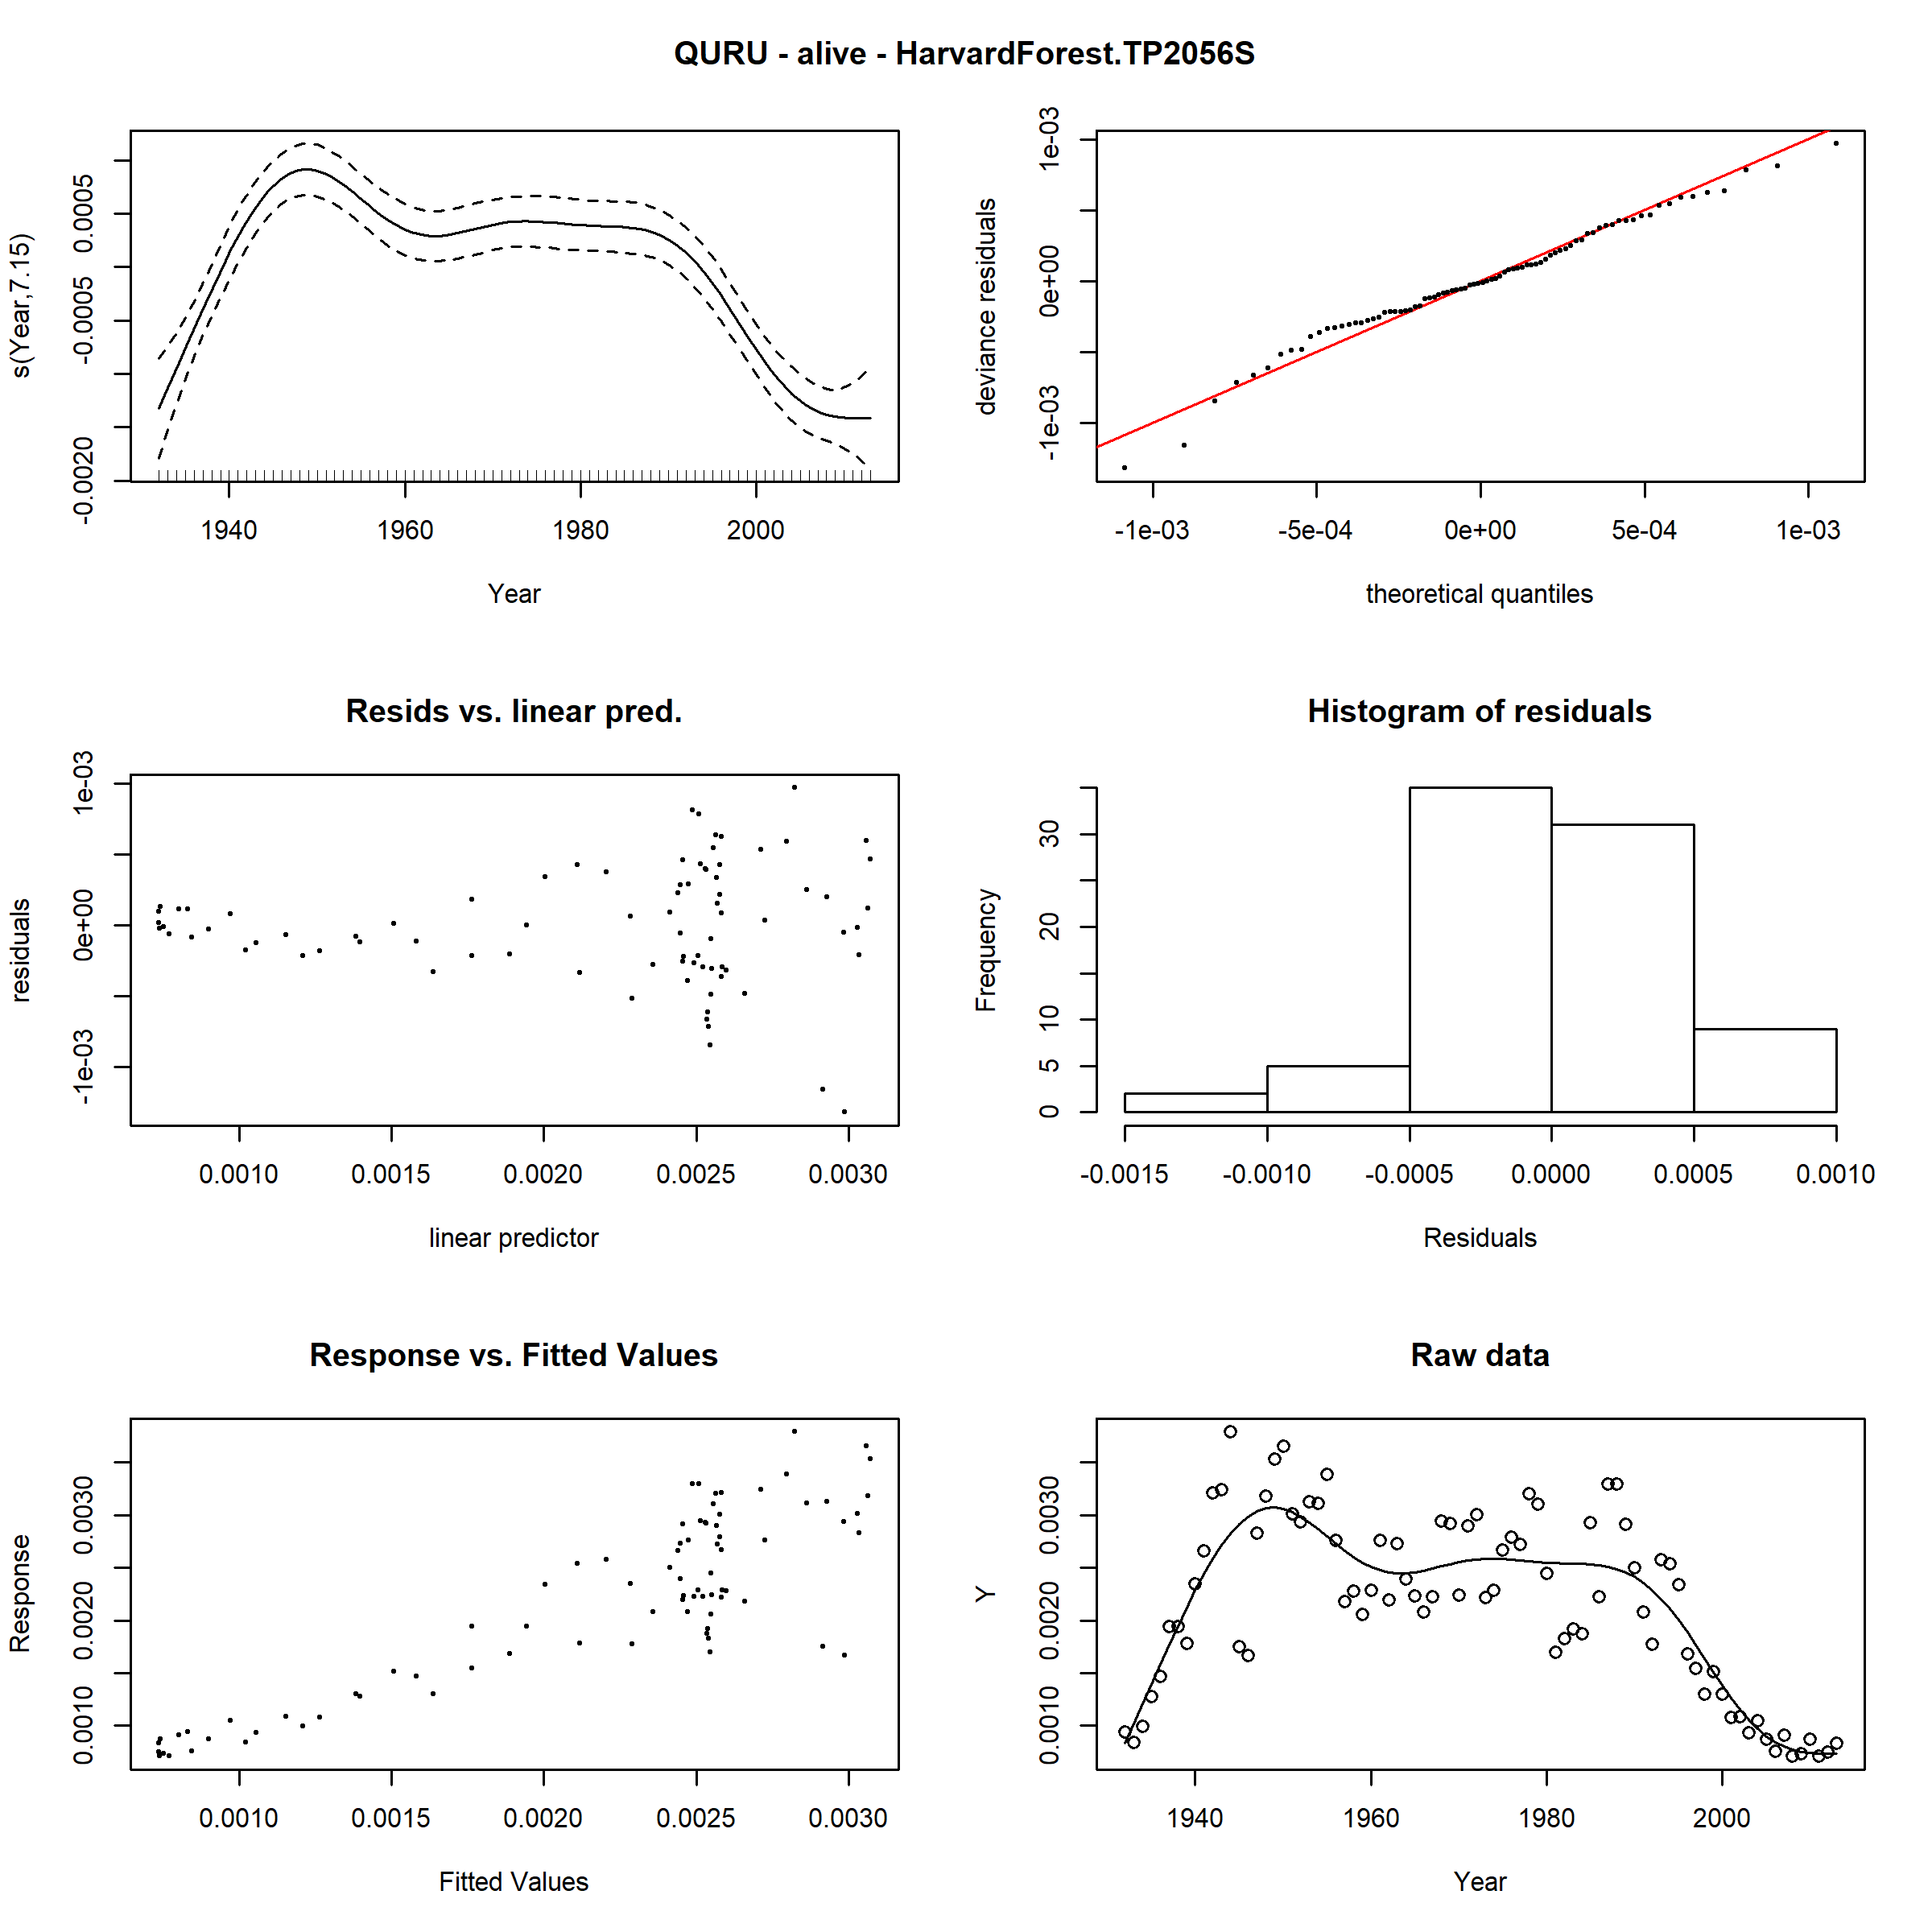 QURU - alive - HarvardForest.TP2056S
s(Year,7.15)
-0.0020 -0.0005 0.0005
1940 1960 1980 2000
Year
deviance residuals
-1e-03 0e+00 1e-03
-1e-03 -5e-04 0e+00 5e-04 1e-03
theoretical quantiles
Resids vs. linear pred.
residuals
-1e-03 0e+00 1e-03
0.0010 0.0015 0.0020 0.0025 0.0030
linear predictor
Histogram of residuals
Frequency
0 5 10 20 30
-0.0015 -0.0010 -0.0005 0.0000 0.0005 0.0010
Residuals
Response vs. Fitted Values
Response
0.0010 0.0020 0.0030
0.0010 0.0015 0.0020 0.0025 0.0030
Fitted Values
Raw data
Y
0.0010 0.0020 0.0030
1940 1960 1980 2000
Year